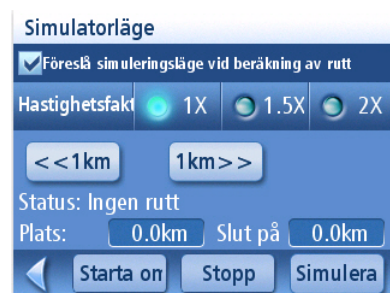 Simulatorläge
Föreslå simuleringsläge vid beräkning av rutt
Hastighetsfakt 1X 1.5X 2X
<<1km 1km>>
Status: Ingen rutt
Plats: 0.0km Slut på 0.0km
Starta om Stopp Simulera